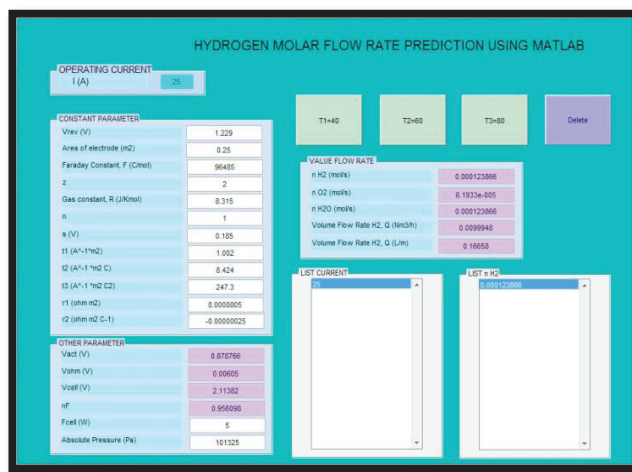 HYDROGEN MOLAR FLOW RATE PREDICTION USING MATLAB
OPERATING CURRENT
I (A) 25
T1=40 T2=60 T3=80 Delete
CONSTANT PARAMETER
Vrev (V) 1.229
Area of electrode (m2) 0.25
Faraday Constant, F (C/mol) 96485
z 2
Gas constant, R (J/Kmol) 8.315
n 1
s (V) 0.185
t1 (A^-1*m2) 1.002
t2 (A^-1 *m2 C) 8.424
t3 (A^-1 *m2 C2) 247.3
r1 (ohm m2) 0.0000805
r2 (ohm m2 C-1) -0.00000025
OTHER PARAMETER
Vact (V) 0.878766
Vohm (V) 0.00605
Vcell (V) 2.11382
nF 0.956098
Fcell (W) 5
Absolute Pressure (Pa) 101325
VALUE FLOW RATE
n H2 (mol/s) 0.000123866
n O2 (mol/s) 6.1933e-005
n H2O (mol/s) 0.000123866
Volume Flow Rate H2, Q (Nm3/h) 0.0099948
Volume Flow Rate H2, Q (L/m) 0.16658
LIST CURRENT
25
LIST n H2
0.000123866